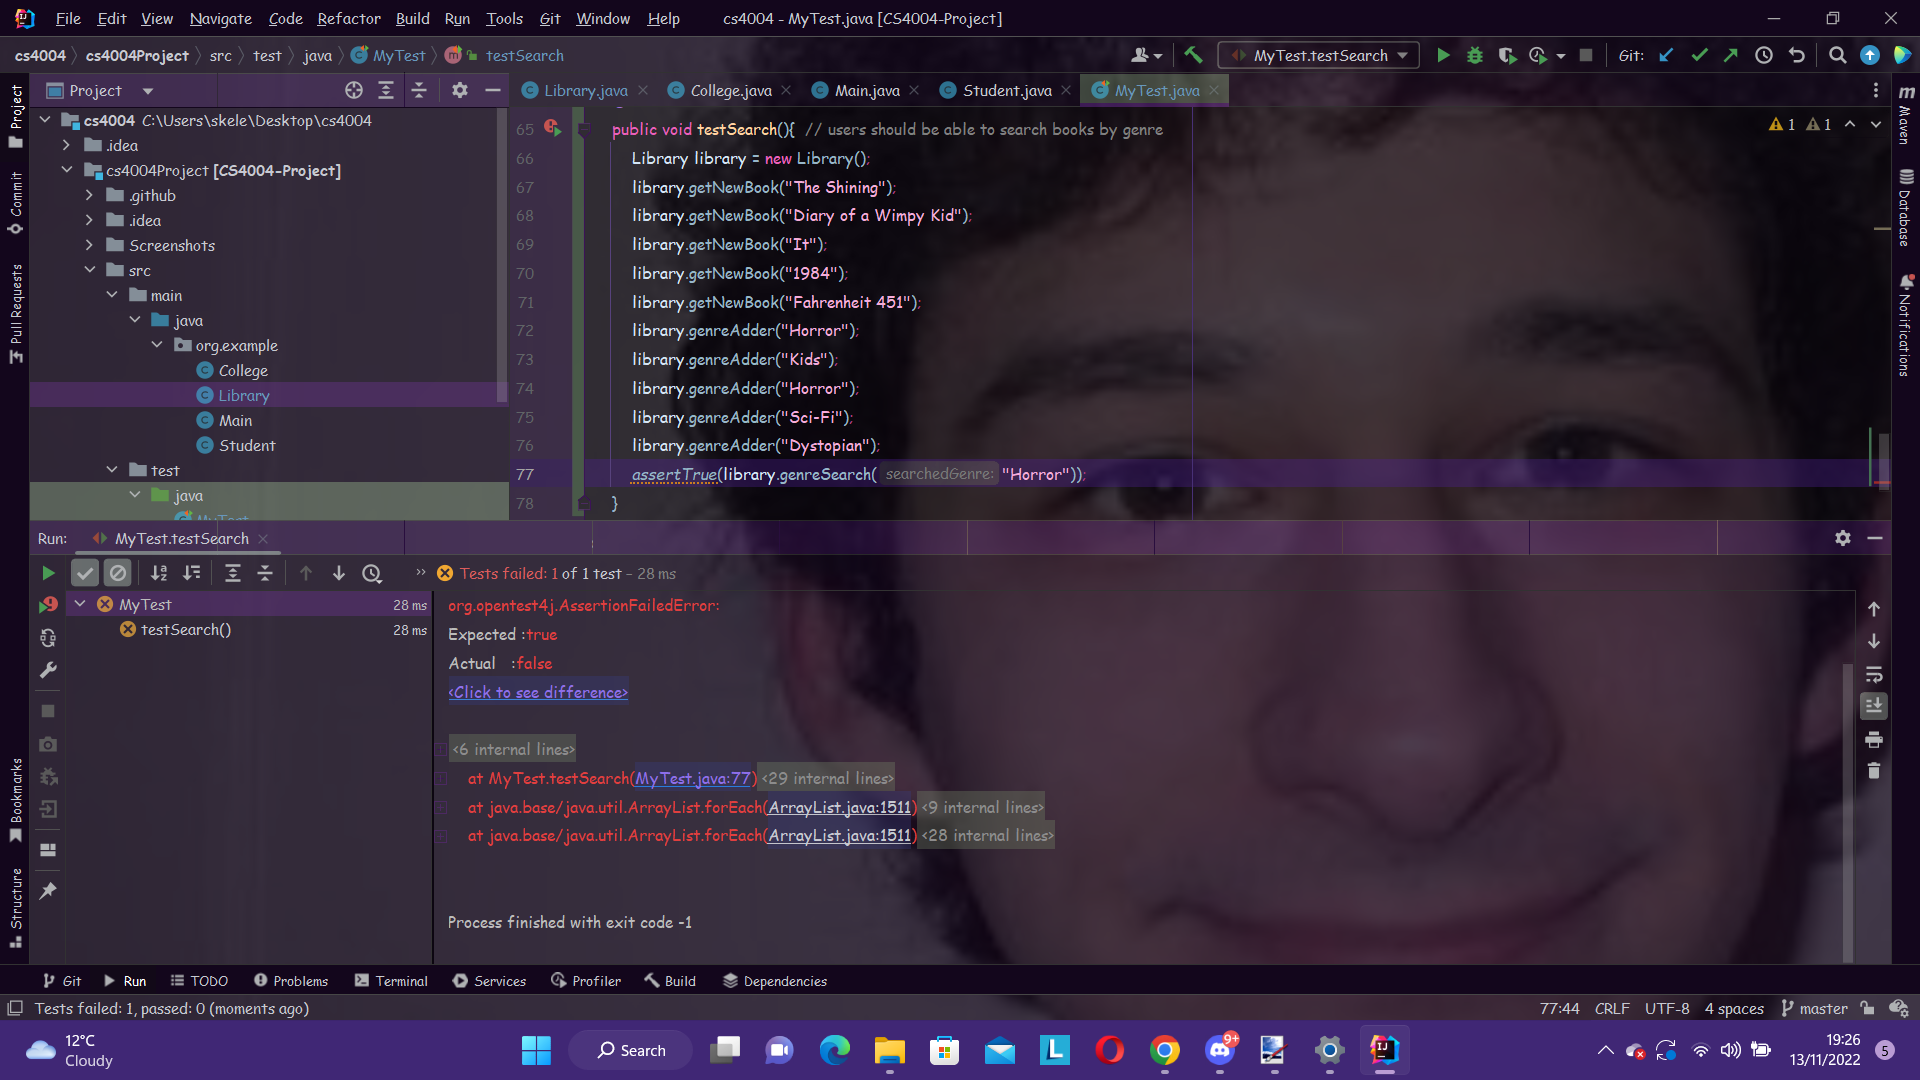 File Edit View Navigate Code Refactor Build Run Tools Git Window Help cs4004 - MyTest.java [CS4004-Project]
cs4004 cs4004Project src test java MyTest testSearch MyTest.testSearch Git:
Project Library.java College.java Main.java Student.java MyTest.java
cs4004 C:\Users\skele\Desktop\cs4004
.idea
cs4004Project [CS4004-Project]
.github
.idea
Screenshots
src
main
java
org.example
College
Library
Main
Student
test
java
MyTest
Project
Commit
Pull Requests
Bookmarks
Structure
65 public void testSearch(){ // users should be able to search books by genre
66 Library library = new Library();
67 library.getNewBook("The Shining");
68 library.getNewBook("Diary of a Wimpy Kid");
69 library.getNewBook("It");
70 library.getNewBook("1984");
71 library.getNewBook("Fahrenheit 451");
72 library.genreAdder("Horror");
73 library.genreAdder("Kids");
74 library.genreAdder("Horror");
75 library.genreAdder("Sci-Fi");
76 library.genreAdder("Dystopian");
77 assertTrue(library.genreSearch( searchedGenre: "Horror"));
78 }
1 1
Maven
Database
Notifications
Run: MyTest.testSearch
Tests failed: 1 of 1 test – 28 ms
MyTest 28 ms
testSearch() 28 ms
org.opentest4j.AssertionFailedError:
Expected :true
Actual :false
<Click to see difference>
<6 internal lines>
at MyTest.testSearch(MyTest.java:77) <29 internal lines>
at java.base/java.util.ArrayList.forEach(ArrayList.java:1511) <9 internal lines>
at java.base/java.util.ArrayList.forEach(ArrayList.java:1511) <28 internal lines>
Process finished with exit code -1
Git Run TODO Problems Terminal Services Profiler Build Dependencies
Tests failed: 1, passed: 0 (moments ago) 77:44 CRLF UTF-8 4 spaces master
12°C
Cloudy
Search
9+
19:26
13/11/2022
5